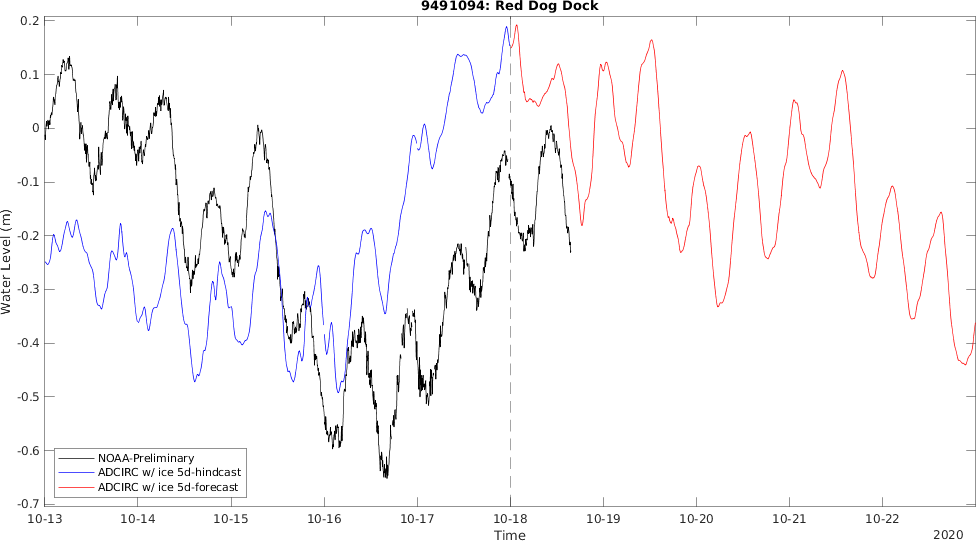 9491094: Red Dog Dock
0.2
0.1
0
-0.1
-0.2
-0.3
-0.4
-0.5
-0.6
-0.7
Water Level (m)
NOAA-Preliminary
ADCIRC w/ ice 5d-hindcast
ADCIRC w/ ice 5d-forecast
10-13 10-14 10-15 10-16 10-17 10-18 10-19 10-20 10-21 10-22
Time
2020